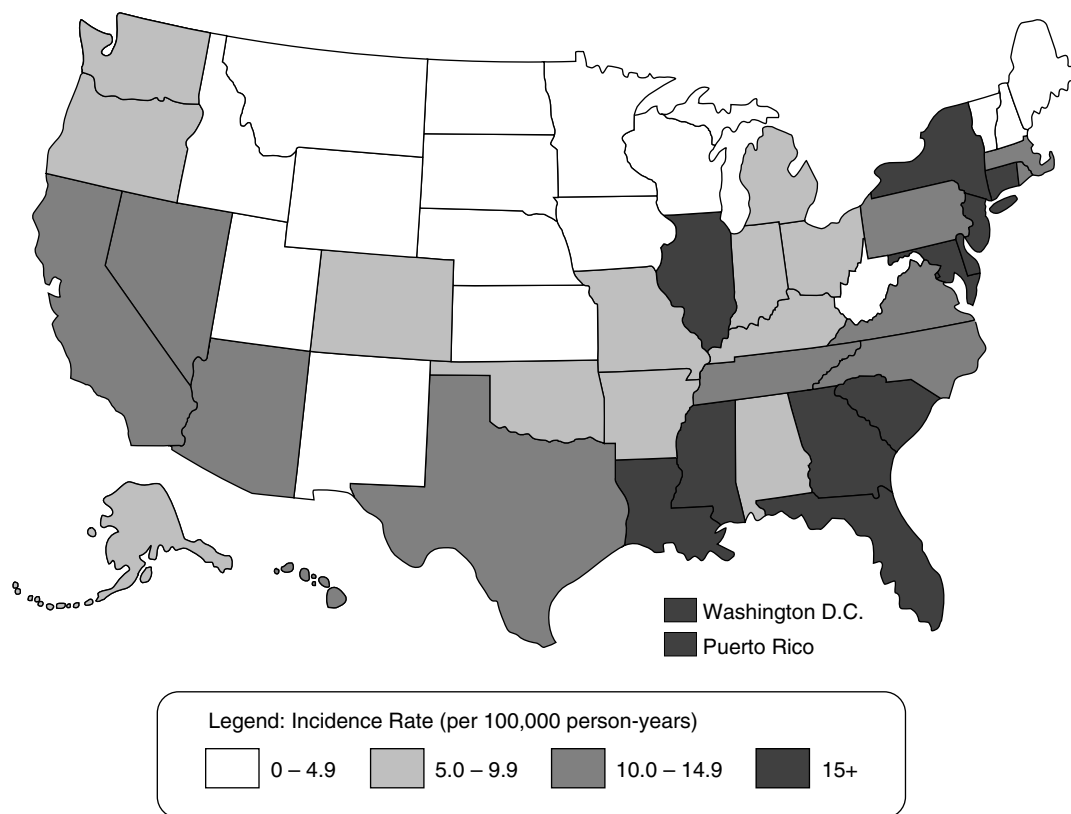 Washington D.C.
Puerto Rico
Legend: Incidence Rate (per 100,000 person-years)
0 – 4.9 5.0 – 9.9 10.0 – 14.9 15+